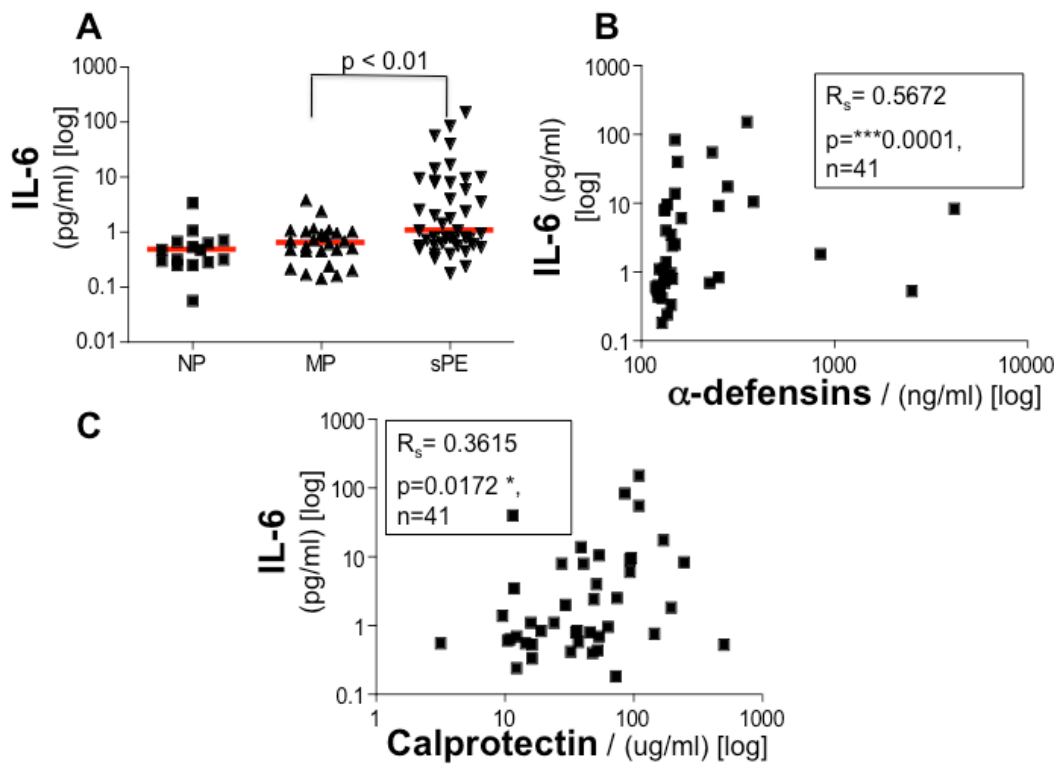 A
IL-6
(pg/ml) [log]
1000
100
10
1
0.1
0.01
p < 0.01
NP MP sPE
B
IL-6 (pg/ml)
[log]
1000
100
10
1
0.1
Rs= 0.5672
p=***0.0001,
n=41
100 1000 10000
α-defensins / (ng/ml) [log]
C
IL-6
(pg/ml) [log]
1000
100
10
1
0.1
Rs= 0.3615
p=0.0172 *,
n=41
1 10 100 1000
Calprotectin / (ug/ml) [log]